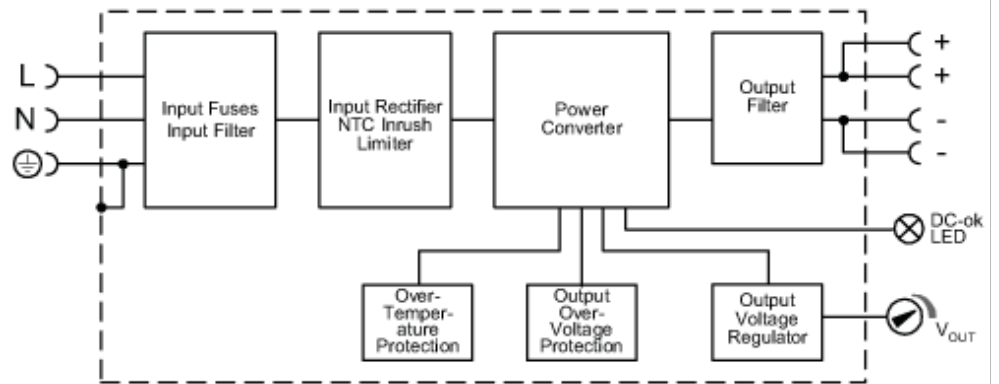 L
N
Input Fuses
Input Filter
Input Rectifier
NTC Inrush
Limiter
Power
Converter
Output
Filter
+
+
-
-
DC-ok
LED
Over-
Temper-
ature
Protection
Output
Over-
Voltage
Protection
Output
Voltage
Regulator
VOUT